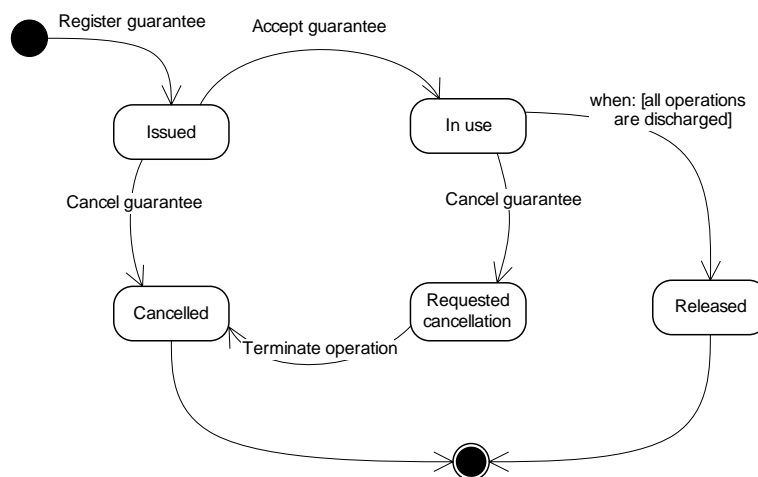 Register guarantee
Accept guarantee
when: [all operations
are discharged]
Issued
In use
Cancel guarantee
Cancel guarantee
Cancelled
Requested
cancellation
Released
Terminate operation